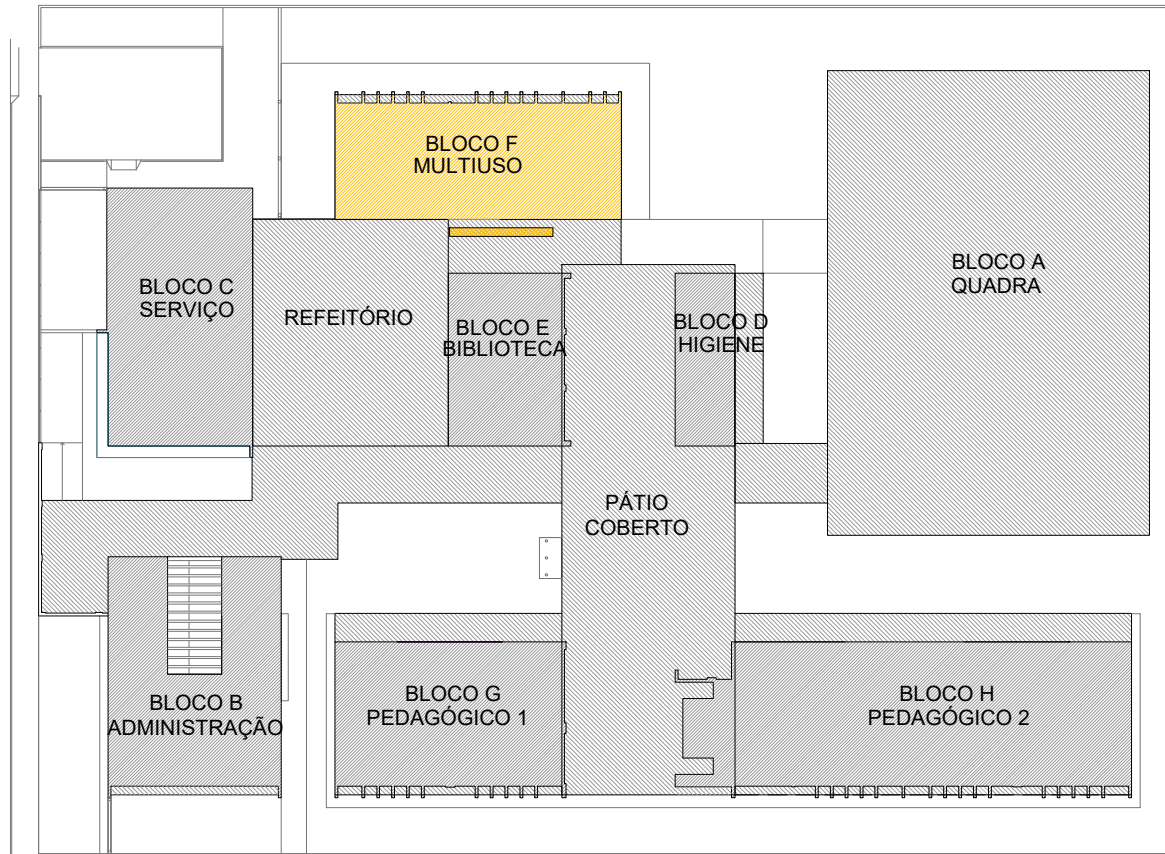 BLOCO F
MULTIUSO
BLOCO A
QUADRA
BLOCO C
SERVIÇO
REFEITÓRIO
BLOCO E
BIBLIOTECA
BLOCO D
HIGIENE
PÁTIO
COBERTO
BLOCO B
ADMINISTRAÇÃO
BLOCO G
PEDAGÓGICO 1
BLOCO H
PEDAGÓGICO 2